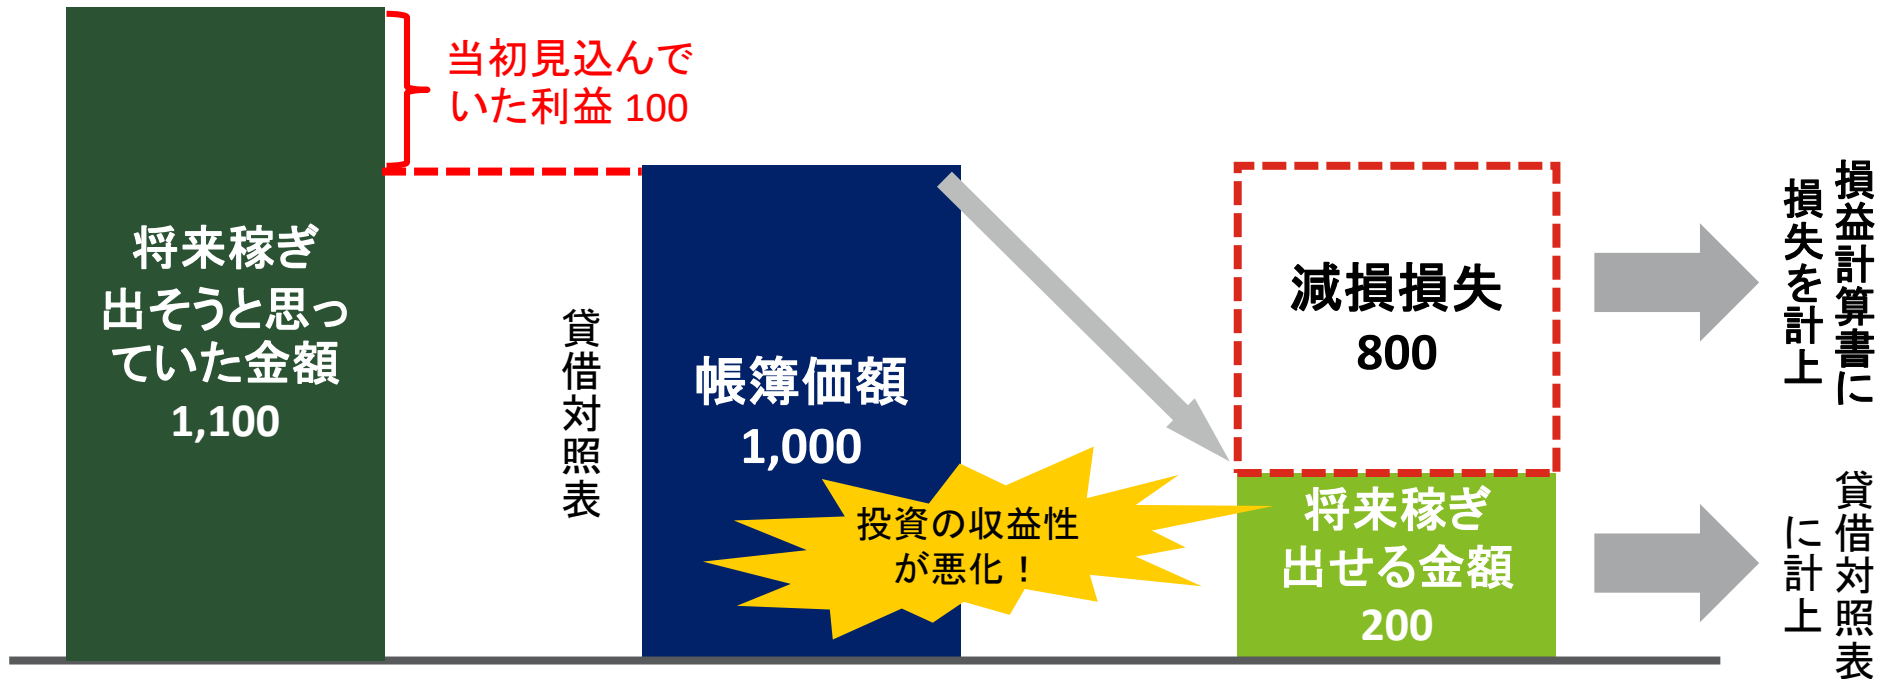 当初見込んで
いた利益 100
将来稼ぎ
出そうと思っ
ていた金額
1,100
貸借対照表
帳簿価額
1,000
投資の収益性
が悪化！
減損損失
800
将来稼ぎ
出せる金額
200
損益計算書に
損失を計上
貸借対照表
に計上